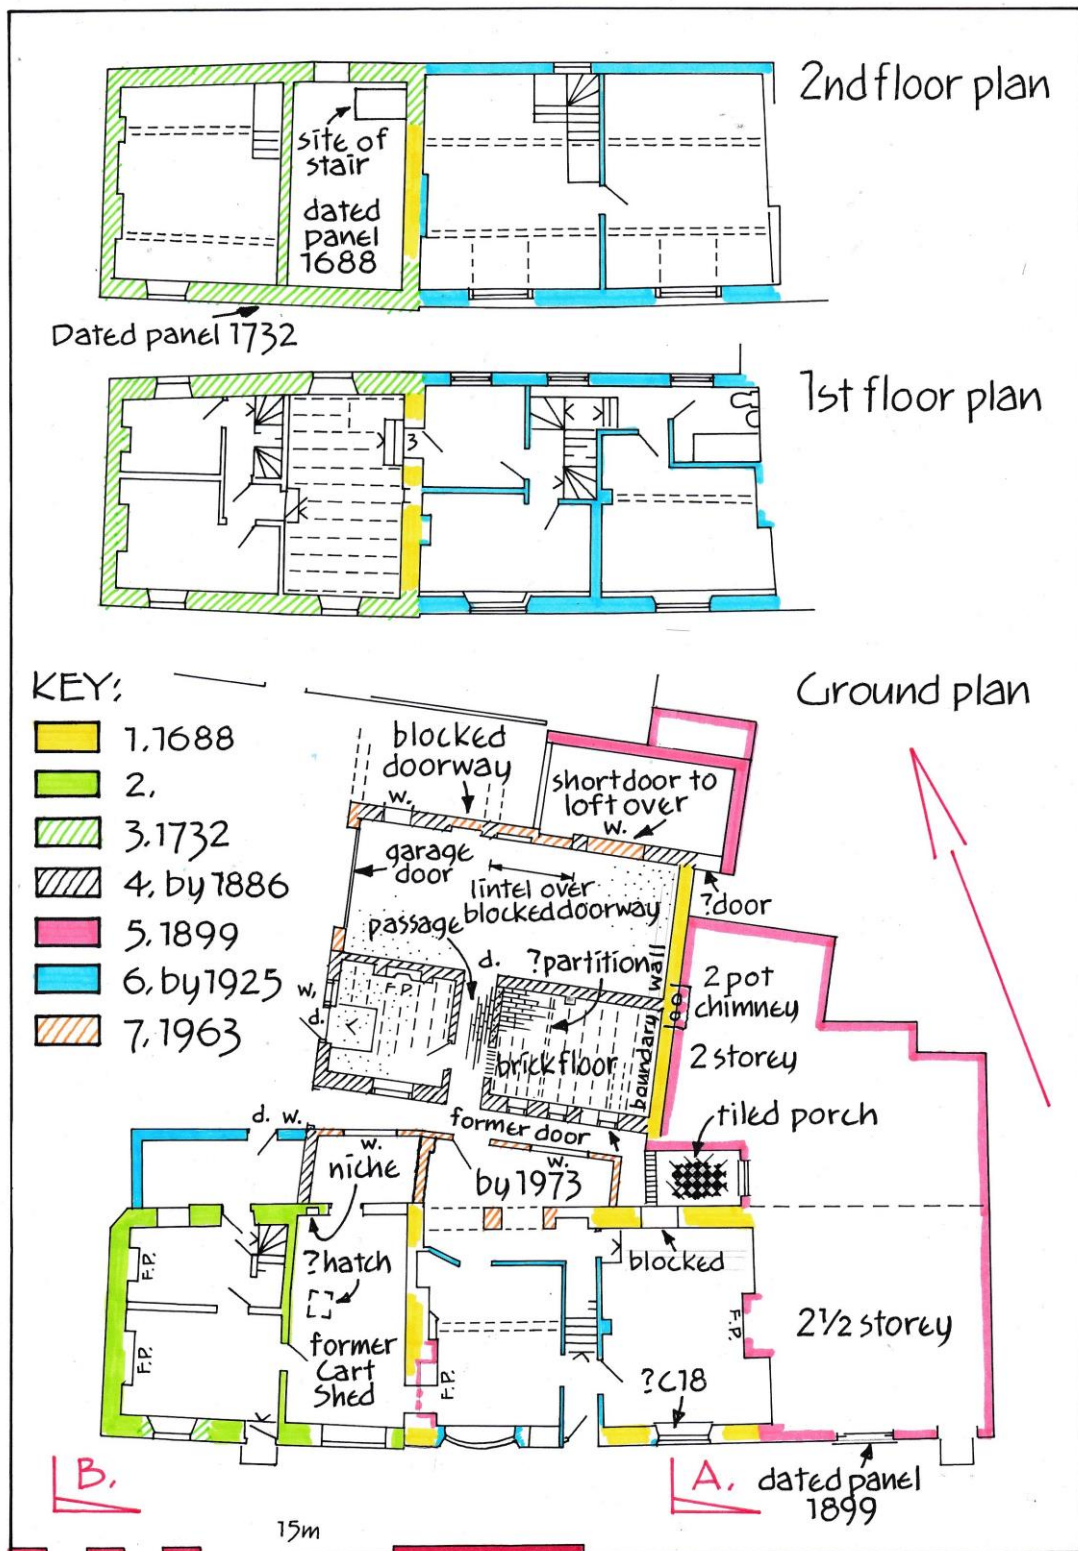 2nd floor plan
site of
stair
dated
panel
1688
Dated panel 1732
1st floor plan
3
KEY:
1. 1688
2.
3. 1732
4. by 1886
5. 1899
6. by 1925
7. 1963
Ground plan
blocked
doorway
w.
short door to
loft over
w.
garage
door
lintel over
blocked doorway
?door
passage
d.
?partition
F.P.
w.
d.
brick floor
boundary wall
2 pot
chimney
2 storey
former door
tiled porch
d. w.
w.
niche
w.
by 1973
?hatch
blocked
F.P.
F.P.
former
Cart
Shed
F.P.
F.P.
2½ storey
?C18
B.
A.
dated panel
1899
15m